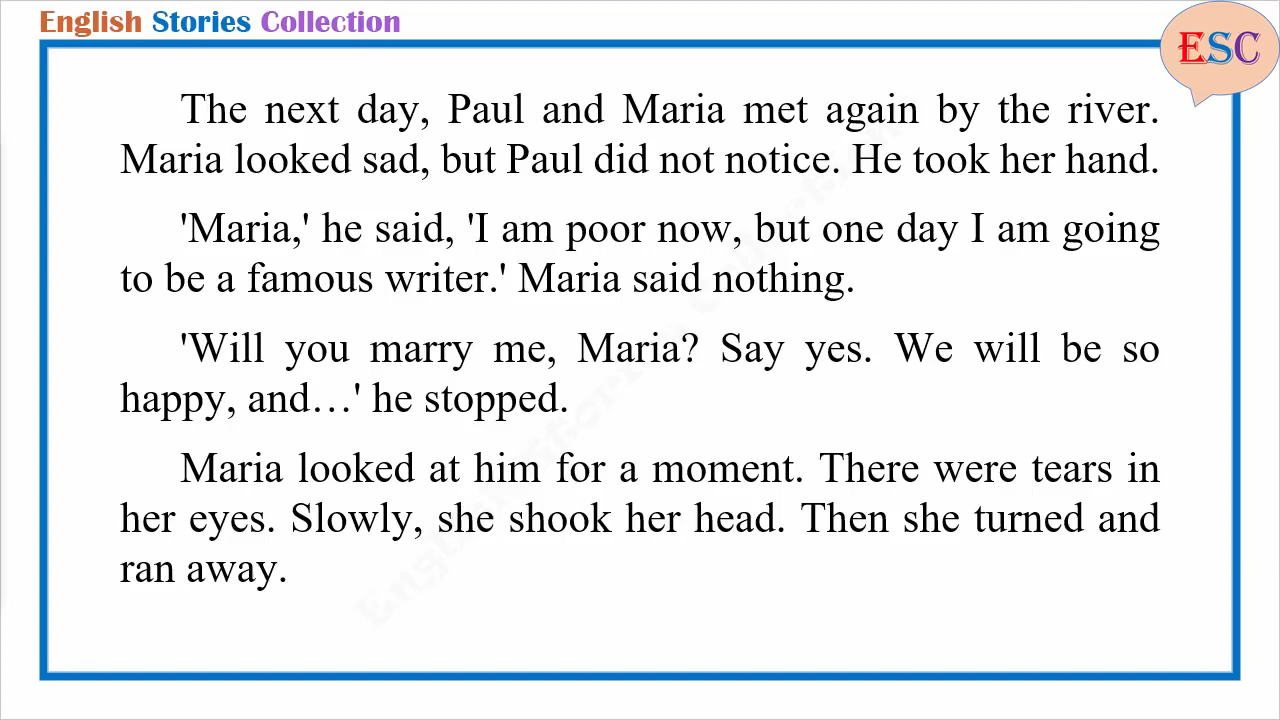 English Stories Collection
ESC
The next day, Paul and Maria met again by the river.
Maria looked sad, but Paul did not notice. He took her hand.
'Maria,' he said, 'I am poor now, but one day I am going
to be a famous writer.' Maria said nothing.
'Will you marry me, Maria? Say yes. We will be so
happy, and…' he stopped.
Maria looked at him for a moment. There were tears in
her eyes. Slowly, she shook her head. Then she turned and
ran away.